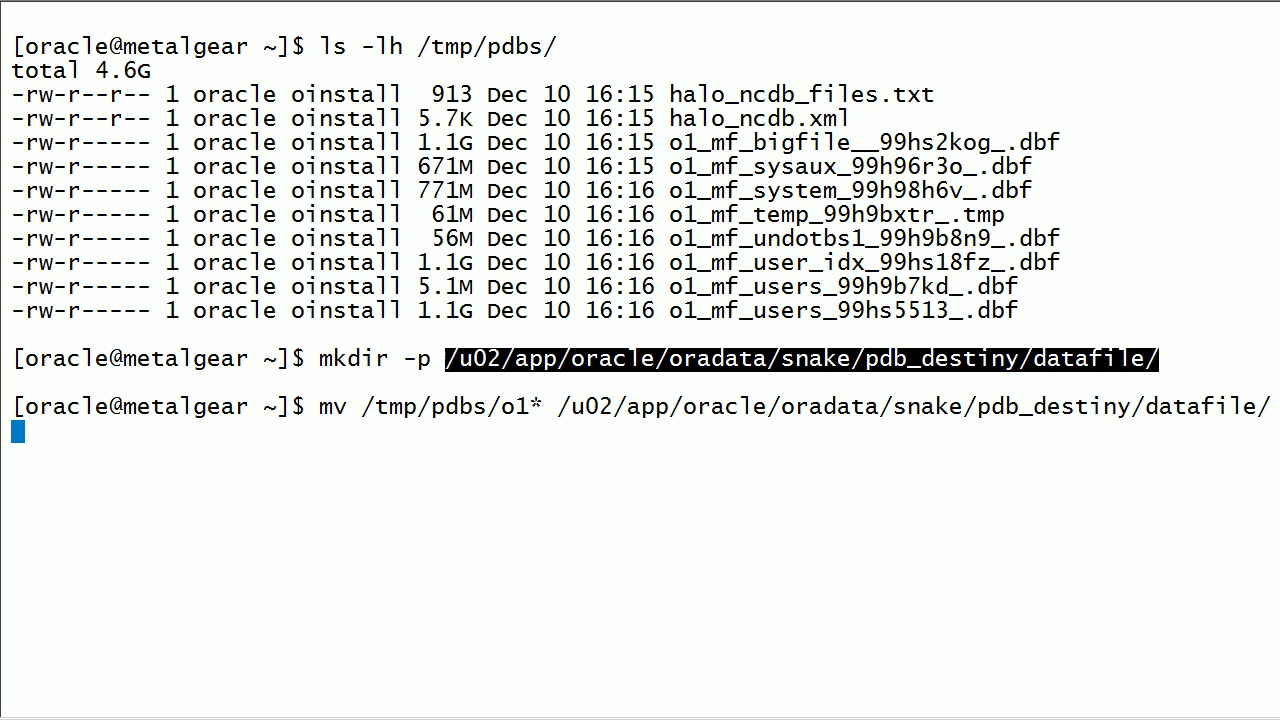 [oracle@metalgear ~]$ ls -lh /tmp/pdbs/
total 4.6G
-rw-r--r-- 1 oracle oinstall  913 Dec 10 16:15 halo_ncdb_files.txt
-rw-r--r-- 1 oracle oinstall 5.7K Dec 10 16:15 halo_ncdb.xml
-rw-r----- 1 oracle oinstall 1.1G Dec 10 16:15 o1_mf_bigfile__99hs2kog_.dbf
-rw-r----- 1 oracle oinstall 671M Dec 10 16:15 o1_mf_sysaux_99h96r3o_.dbf
-rw-r----- 1 oracle oinstall 771M Dec 10 16:16 o1_mf_system_99h98h6v_.dbf
-rw-r----- 1 oracle oinstall  61M Dec 10 16:16 o1_mf_temp_99h9bxtr_.tmp
-rw-r----- 1 oracle oinstall  56M Dec 10 16:16 o1_mf_undotbs1_99h9b8n9_.dbf
-rw-r----- 1 oracle oinstall 1.1G Dec 10 16:16 o1_mf_user_idx_99hs18fz_.dbf
-rw-r----- 1 oracle oinstall 5.1M Dec 10 16:16 o1_mf_users_99h9b7kd_.dbf
-rw-r----- 1 oracle oinstall 1.1G Dec 10 16:16 o1_mf_users_99hs5513_.dbf
[oracle@metalgear ~]$ mkdir -p /u02/app/oracle/oradata/snake/pdb_destiny/datafile/
[oracle@metalgear ~]$ mv /tmp/pdbs/o1* /u02/app/oracle/oradata/snake/pdb_destiny/datafile/